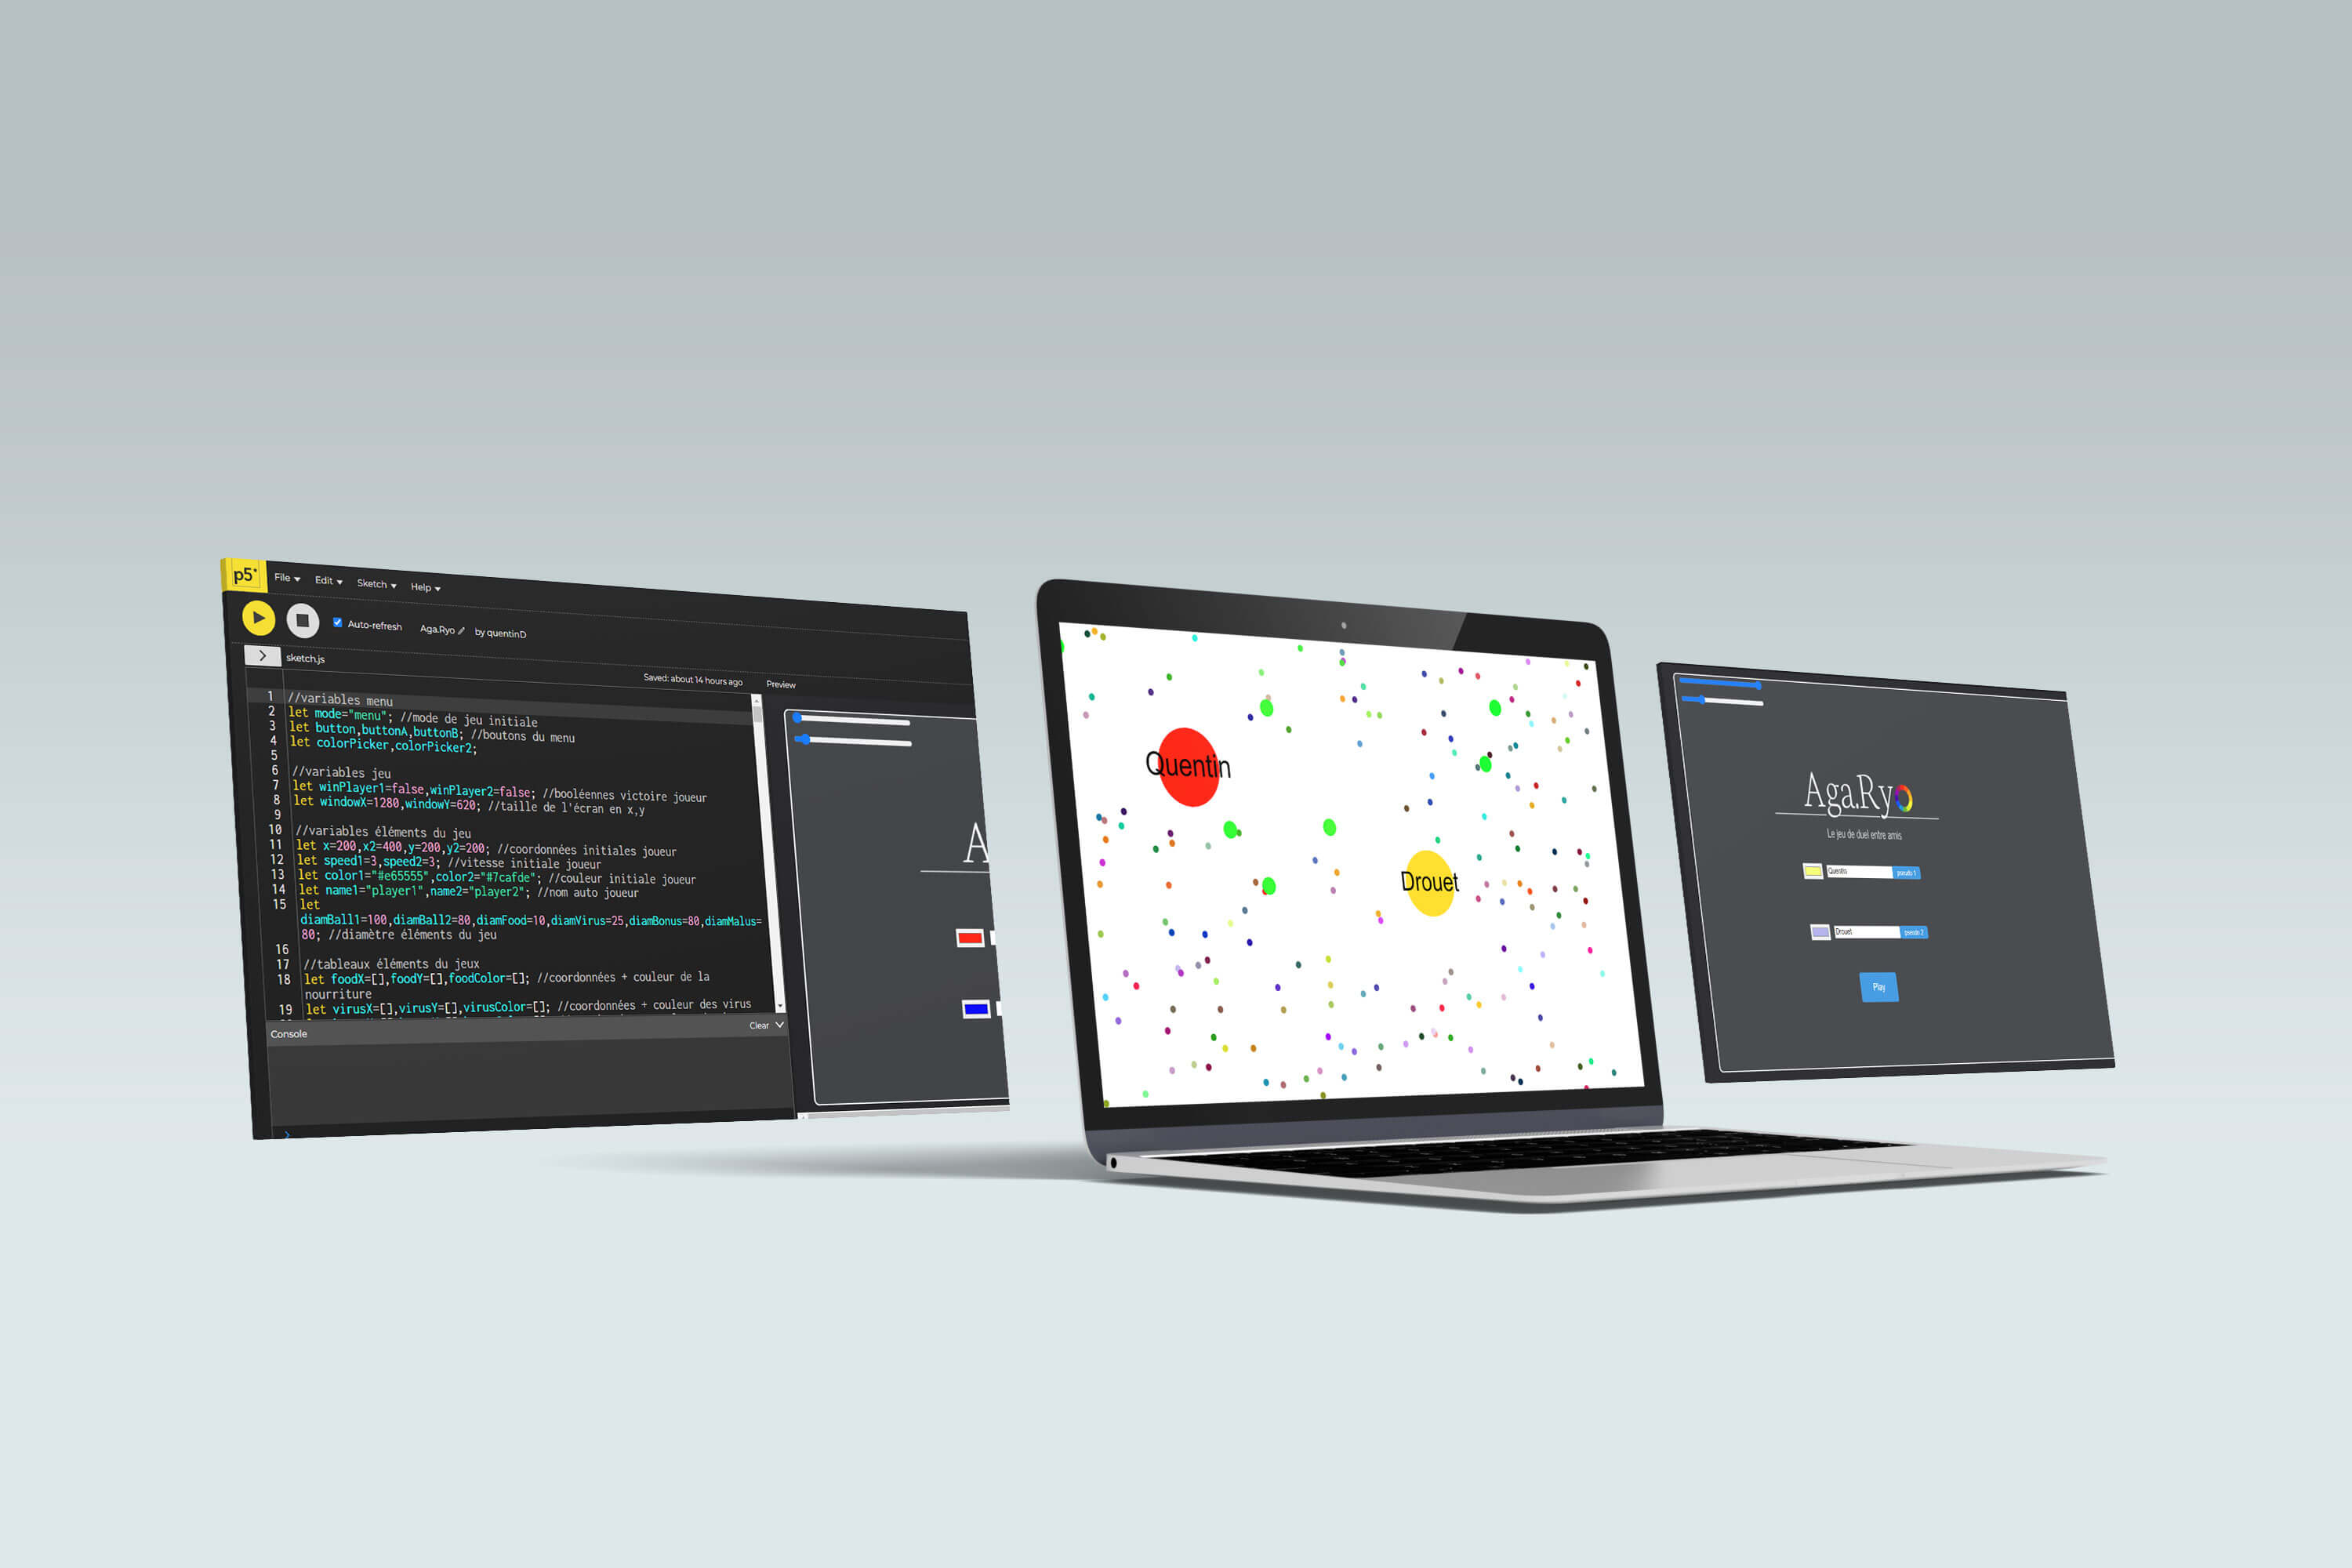 p5*
File Edit Sketch Help
Auto-refresh Aga.Ryo by quentinD
sketch.js
Saved: about 14 hours ago Preview
1 //variables menu
2 let mode="menu"; //mode de jeu initiale
3 let button,buttonA,buttonB; //boutons du menu
4 let colorPicker,colorPicker2;
5
6 //variables jeu
7 let winPlayer1=false,winPlayer2=false; //booléennes victoire joueur
8 let windowX=1280,windowY=620; //taille de l'écran en x,y
9
10 //variables éléments du jeu
11 let x=200,x2=400,y=200,y2=200; //coordonnées initiales joueur
12 let speed1=3,speed2=3; //vitesse initiale joueur
13 let color1="#e65555",color2="#7cafde"; //couleur initiale joueur
14 let name1="player1",name2="player2"; //nom auto joueur
15 let
diamBall1=100,diamBall2=80,diamFood=10,diamVirus=25,diamBonus=80,diamMalus=
80; //diamètre éléments du jeu
16
17 //tableaux éléments du jeux
18 let foodX=[],foodY=[],foodColor=[]; //coordonnées + couleur de la
nourriture
19 let virusX=[],virusY=[],virusColor=[]; //coordonnées + couleur des virus
Console Clear
A
Quentin
Drouet
Aga.Ryo
Le jeu de duel entre amis
Quentin pseudo 1
Drouet pseudo 2
Play